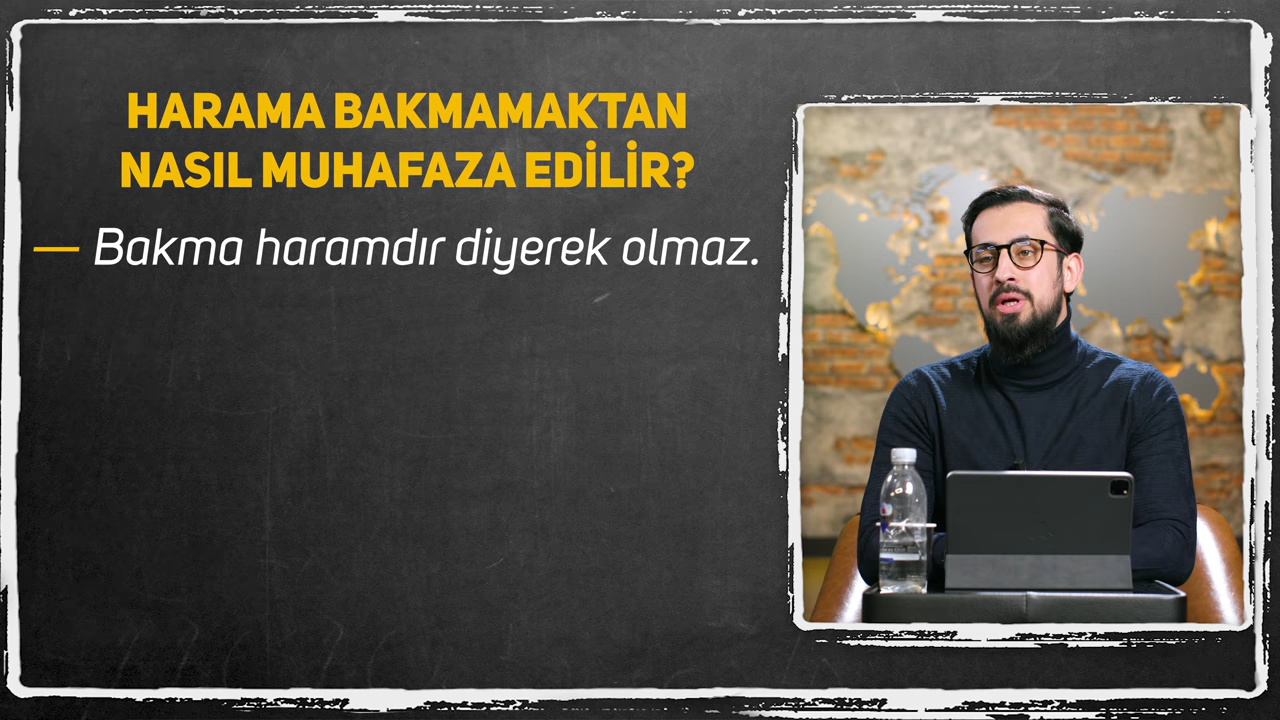 HARAMA BAKMAMAKTAN
NASIL MUHAFAZA EDİLİR?
— Bakma haramdır diyerek olmaz.